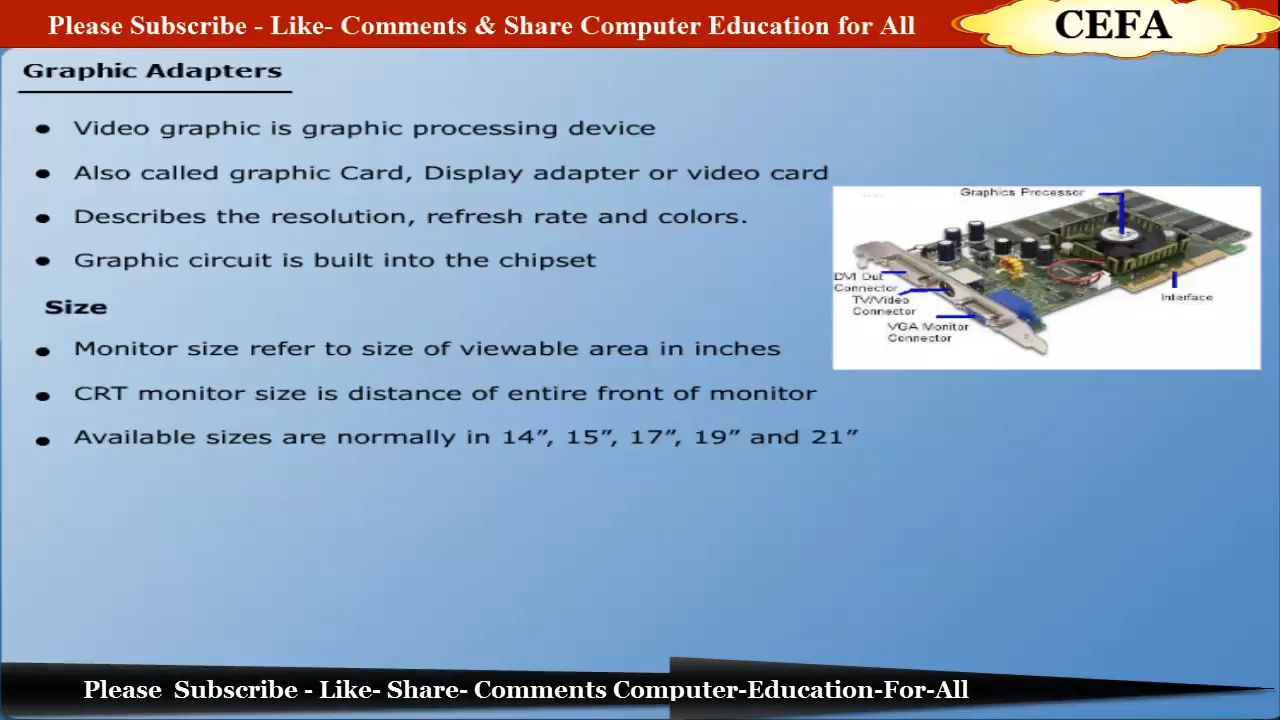 Please Subscribe - Like- Comments & Share Computer Education for All
CEFA
Graphic Adapters
Video graphic is graphic processing device
Also called graphic Card, Display adapter or video card
Describes the resolution, refresh rate and colors.
Graphic circuit is built into the chipset
Graphics Processor
DVI Out
Connector
TV/Video
Connector
VGA Monitor
Connector
Interface
Size
Monitor size refer to size of viewable area in inches
CRT monitor size is distance of entire front of monitor
Available sizes are normally in 14”, 15”, 17”, 19” and 21”
Please Subscribe - Like- Share- Comments Computer-Education-For-All